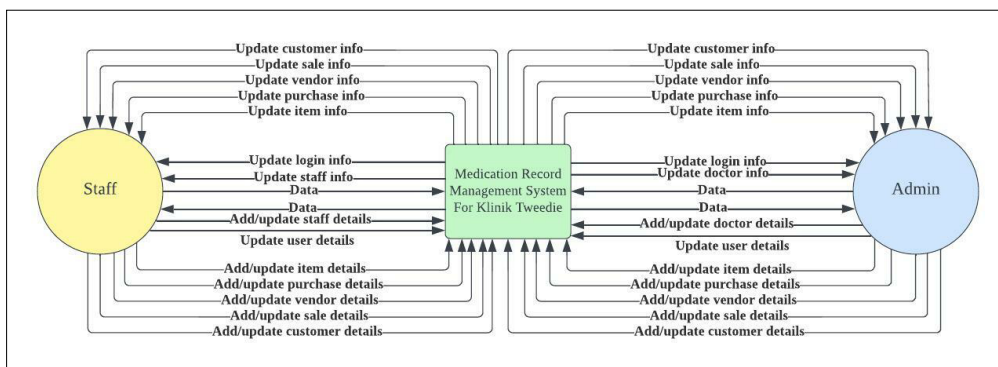 Update customer info
Update sale info
Update vendor info
Update purchase info
Update item info
Update customer info
Update sale info
Update vendor info
Update purchase info
Update item info
Staff
Update login info
Update staff info
Data
Data
Add/update staff details
Update user details
Medication Record
Management System
For Klinik Tweedie
Update login info
Update doctor info
Data
Data
Add/update doctor details
Update user details
Admin
Add/update item details
Add/update purchase details
Add/update vendor details
Add/update sale details
Add/update customer details
Add/update item details
Add/update purchase details
Add/update vendor details
Add/update sale details
Add/update customer details